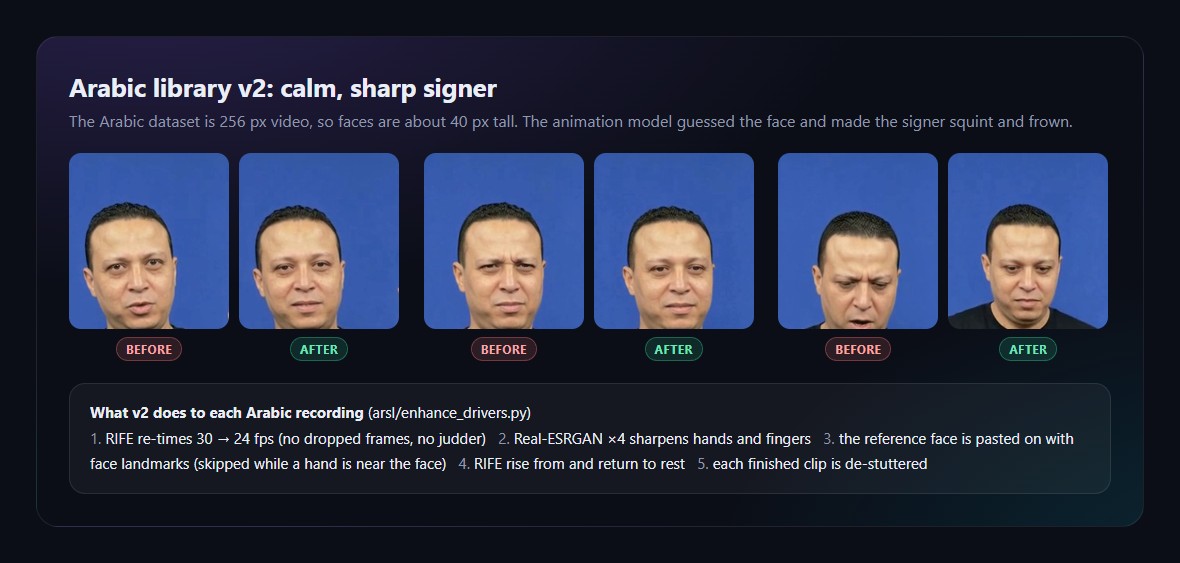 Arabic library v2: calm, sharp signer
The Arabic dataset is 256 px video, so faces are about 40 px tall. The animation model guessed the face and made the signer squint and frown.
BEFORE AFTER BEFORE AFTER BEFORE AFTER
What v2 does to each Arabic recording (arsl/enhance_drivers.py)
1. RIFE re-times 30 → 24 fps (no dropped frames, no judder) 2. Real-ESRGAN ×4 sharpens hands and fingers 3. the reference face is pasted on with
face landmarks (skipped while a hand is near the face) 4. RIFE rise from and return to rest 5. each finished clip is de-stuttered